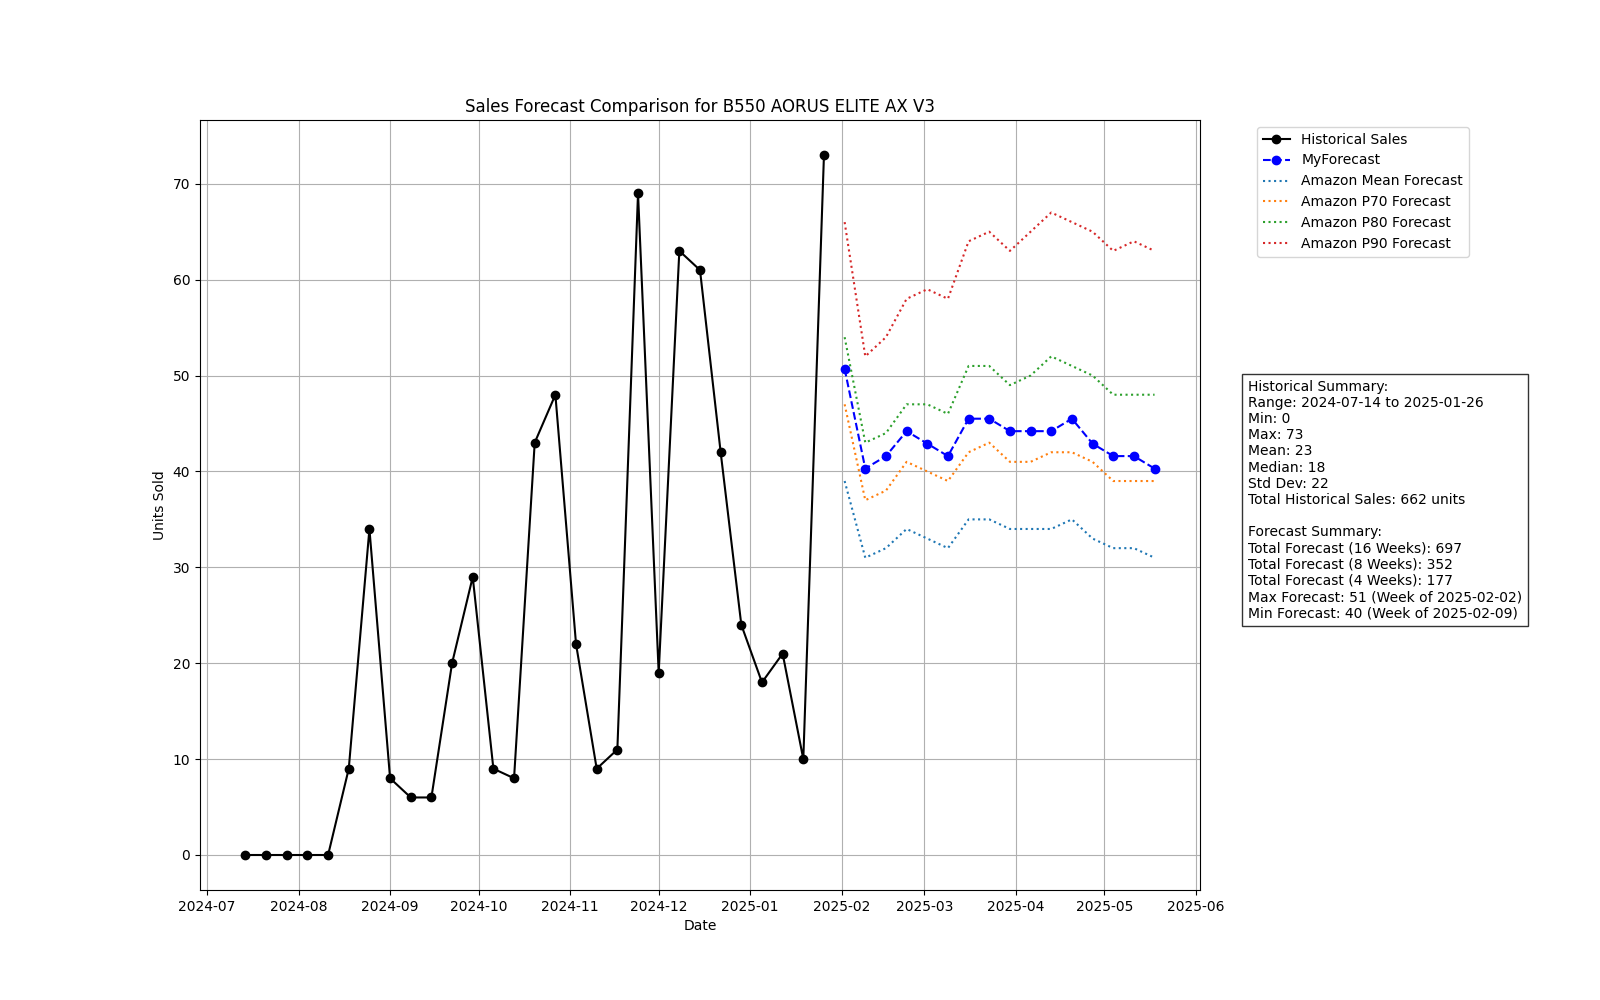 Sales Forecast Comparison for B550 AORUS ELITE AX V3
Units Sold
70
60
50
40
30
20
10
0
2024-07 2024-08 2024-09 2024-10 2024-11 2024-12 2025-01 2025-02 2025-03 2025-04 2025-05 2025-06
Date
Historical Sales
MyForecast
Amazon Mean Forecast
Amazon P70 Forecast
Amazon P80 Forecast
Amazon P90 Forecast
Historical Summary:
Range: 2024-07-14 to 2025-01-26
Min: 0
Max: 73
Mean: 23
Median: 18
Std Dev: 22
Total Historical Sales: 662 units
Forecast Summary:
Total Forecast (16 Weeks): 697
Total Forecast (8 Weeks): 352
Total Forecast (4 Weeks): 177
Max Forecast: 51 (Week of 2025-02-02)
Min Forecast: 40 (Week of 2025-02-09)